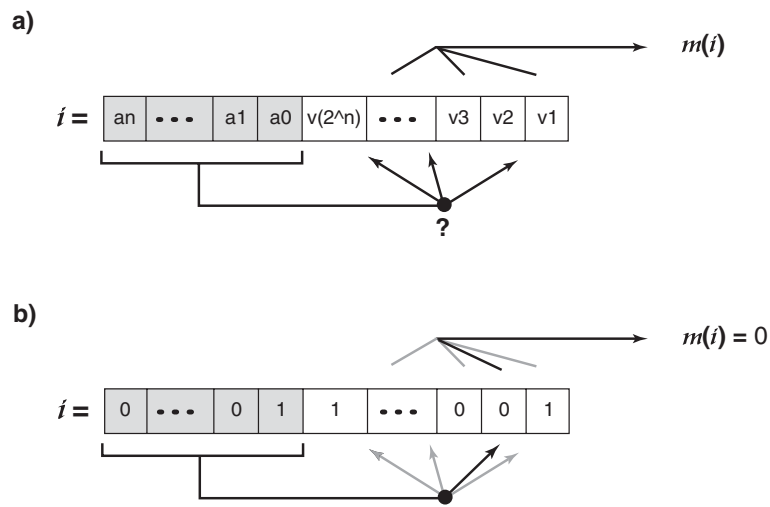 a)
m(i)
i = an ••• a1 a0 v(2^n) ••• v3 v2 v1
?
b)
m(i) = 0
i = 0 ••• 0 1 1 ••• 0 0 1